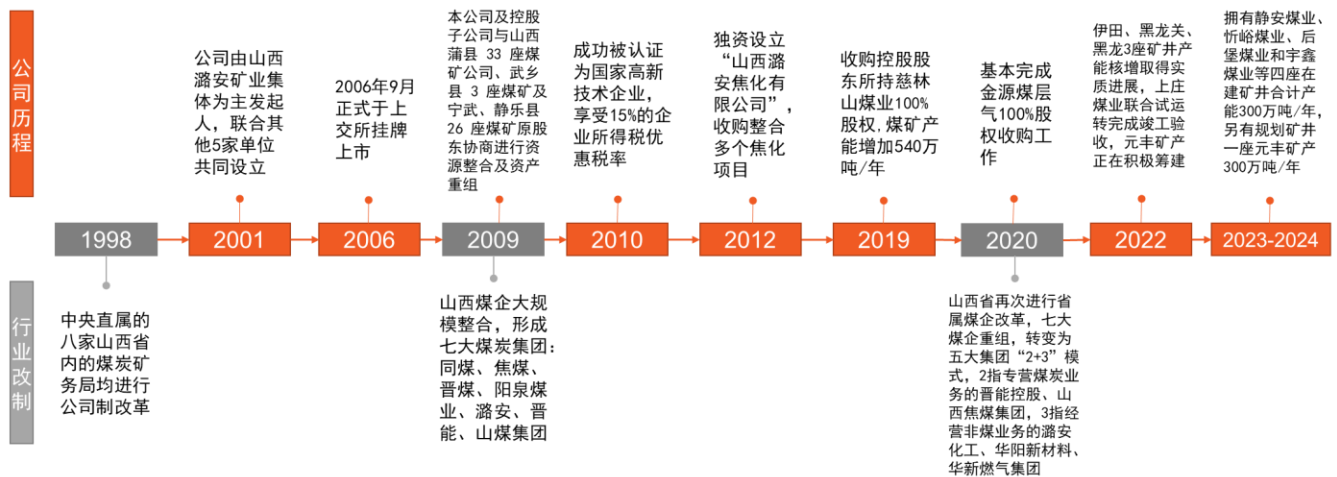 公司历程
公司由山西
潞安矿业集
体为主发起
人，联合其
他5家单位
共同设立
2006年9月
正式于上
交所挂牌
上市
本公司及控股
子公司与山西
蒲县 33 座煤
矿公司、武乡
县 3 座煤矿及
宁武、静乐县
26 座煤矿原股
东协商进行资
源整合及资产
重组
成功被认证
为国家高新
技术企业，
享受15%的企
业所得税优
惠税率
独资设立
“山西潞
安焦化有
限公司”，
收购整合
多个焦化
项目
收购控股股
东所持慈林
山煤业100%
股权,煤矿产
能增加540万
吨/年
基本完成
金源煤层
气100%股
权收购工
作
伊田、黑龙关、
黑龙3座矿井产
能核增取得实
质进展，上庄
煤业联合试运
转完成竣工验
收，元丰矿产
正在积极筹建
拥有静安煤业、
忻峪煤业、后
堡煤业和宇鑫
煤业等四座在
建矿井合计产
能300万吨/年，
另有规划矿井
一座元丰矿产
300万吨/年
1998
2001
2006
2009
2010
2012
2019
2020
2022
2023-2024
行业改制
中央直属的
八家山西省
内的煤炭矿
务局均进行
公司制改革
山西煤企大规
模整合，形成
七大煤炭集团：
同煤、焦煤、
晋煤、阳泉煤
业、潞安、晋
能、山煤集团
山西省再次进行省
属煤企改革，七大
煤企重组，转变为
五大集团“2+3”模
式，2指专营煤炭业
务的晋能控股、山
西焦煤集团，3指经
营非煤业务的潞安
化工、华阳新材料、
华新燃气集团